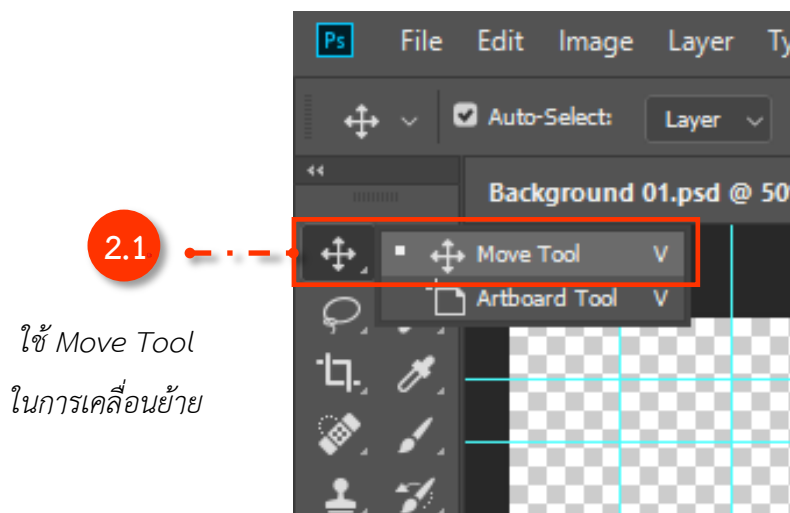 Ps File Edit Image Layer Ty
Auto-Select: Layer
Background 01.psd @ 50
2.1
Move Tool V
Artboard Tool V
ใช้ Move Tool
ในการเคลื่อนย้าย